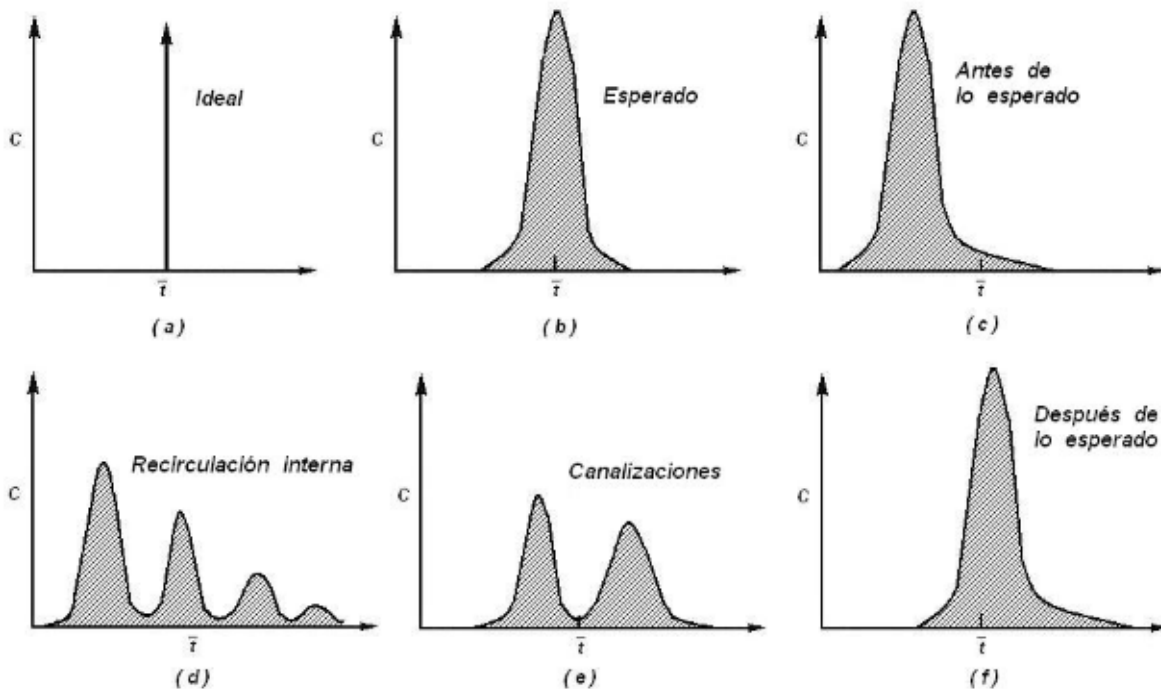 C
Ideal
t̄
(a)
C
Esperado
t̄
(b)
C
Antes de
lo esperado
t̄
(c)
C
Recirculación interna
t̄
(d)
C
Canalizaciones
t̄
(e)
C
Después de
lo esperado
t̄
(f)